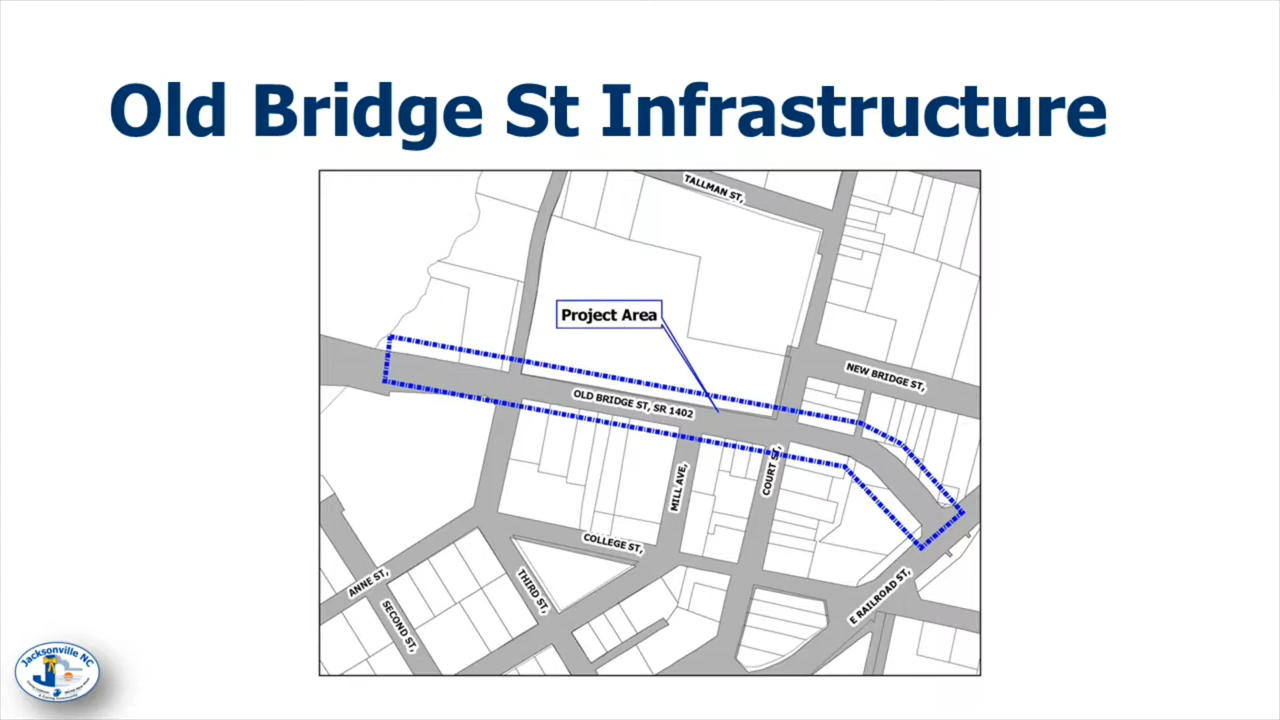 Old Bridge St Infrastructure
TALLMAN ST,
Project Area
NEW BRIDGE ST,
OLD BRIDGE ST, SR 1402
COURT ST,
MILL AVE,
COLLEGE ST,
ANNE ST,
THIRD ST,
SECOND ST,
E RAILROAD ST,
Jacksonville NC